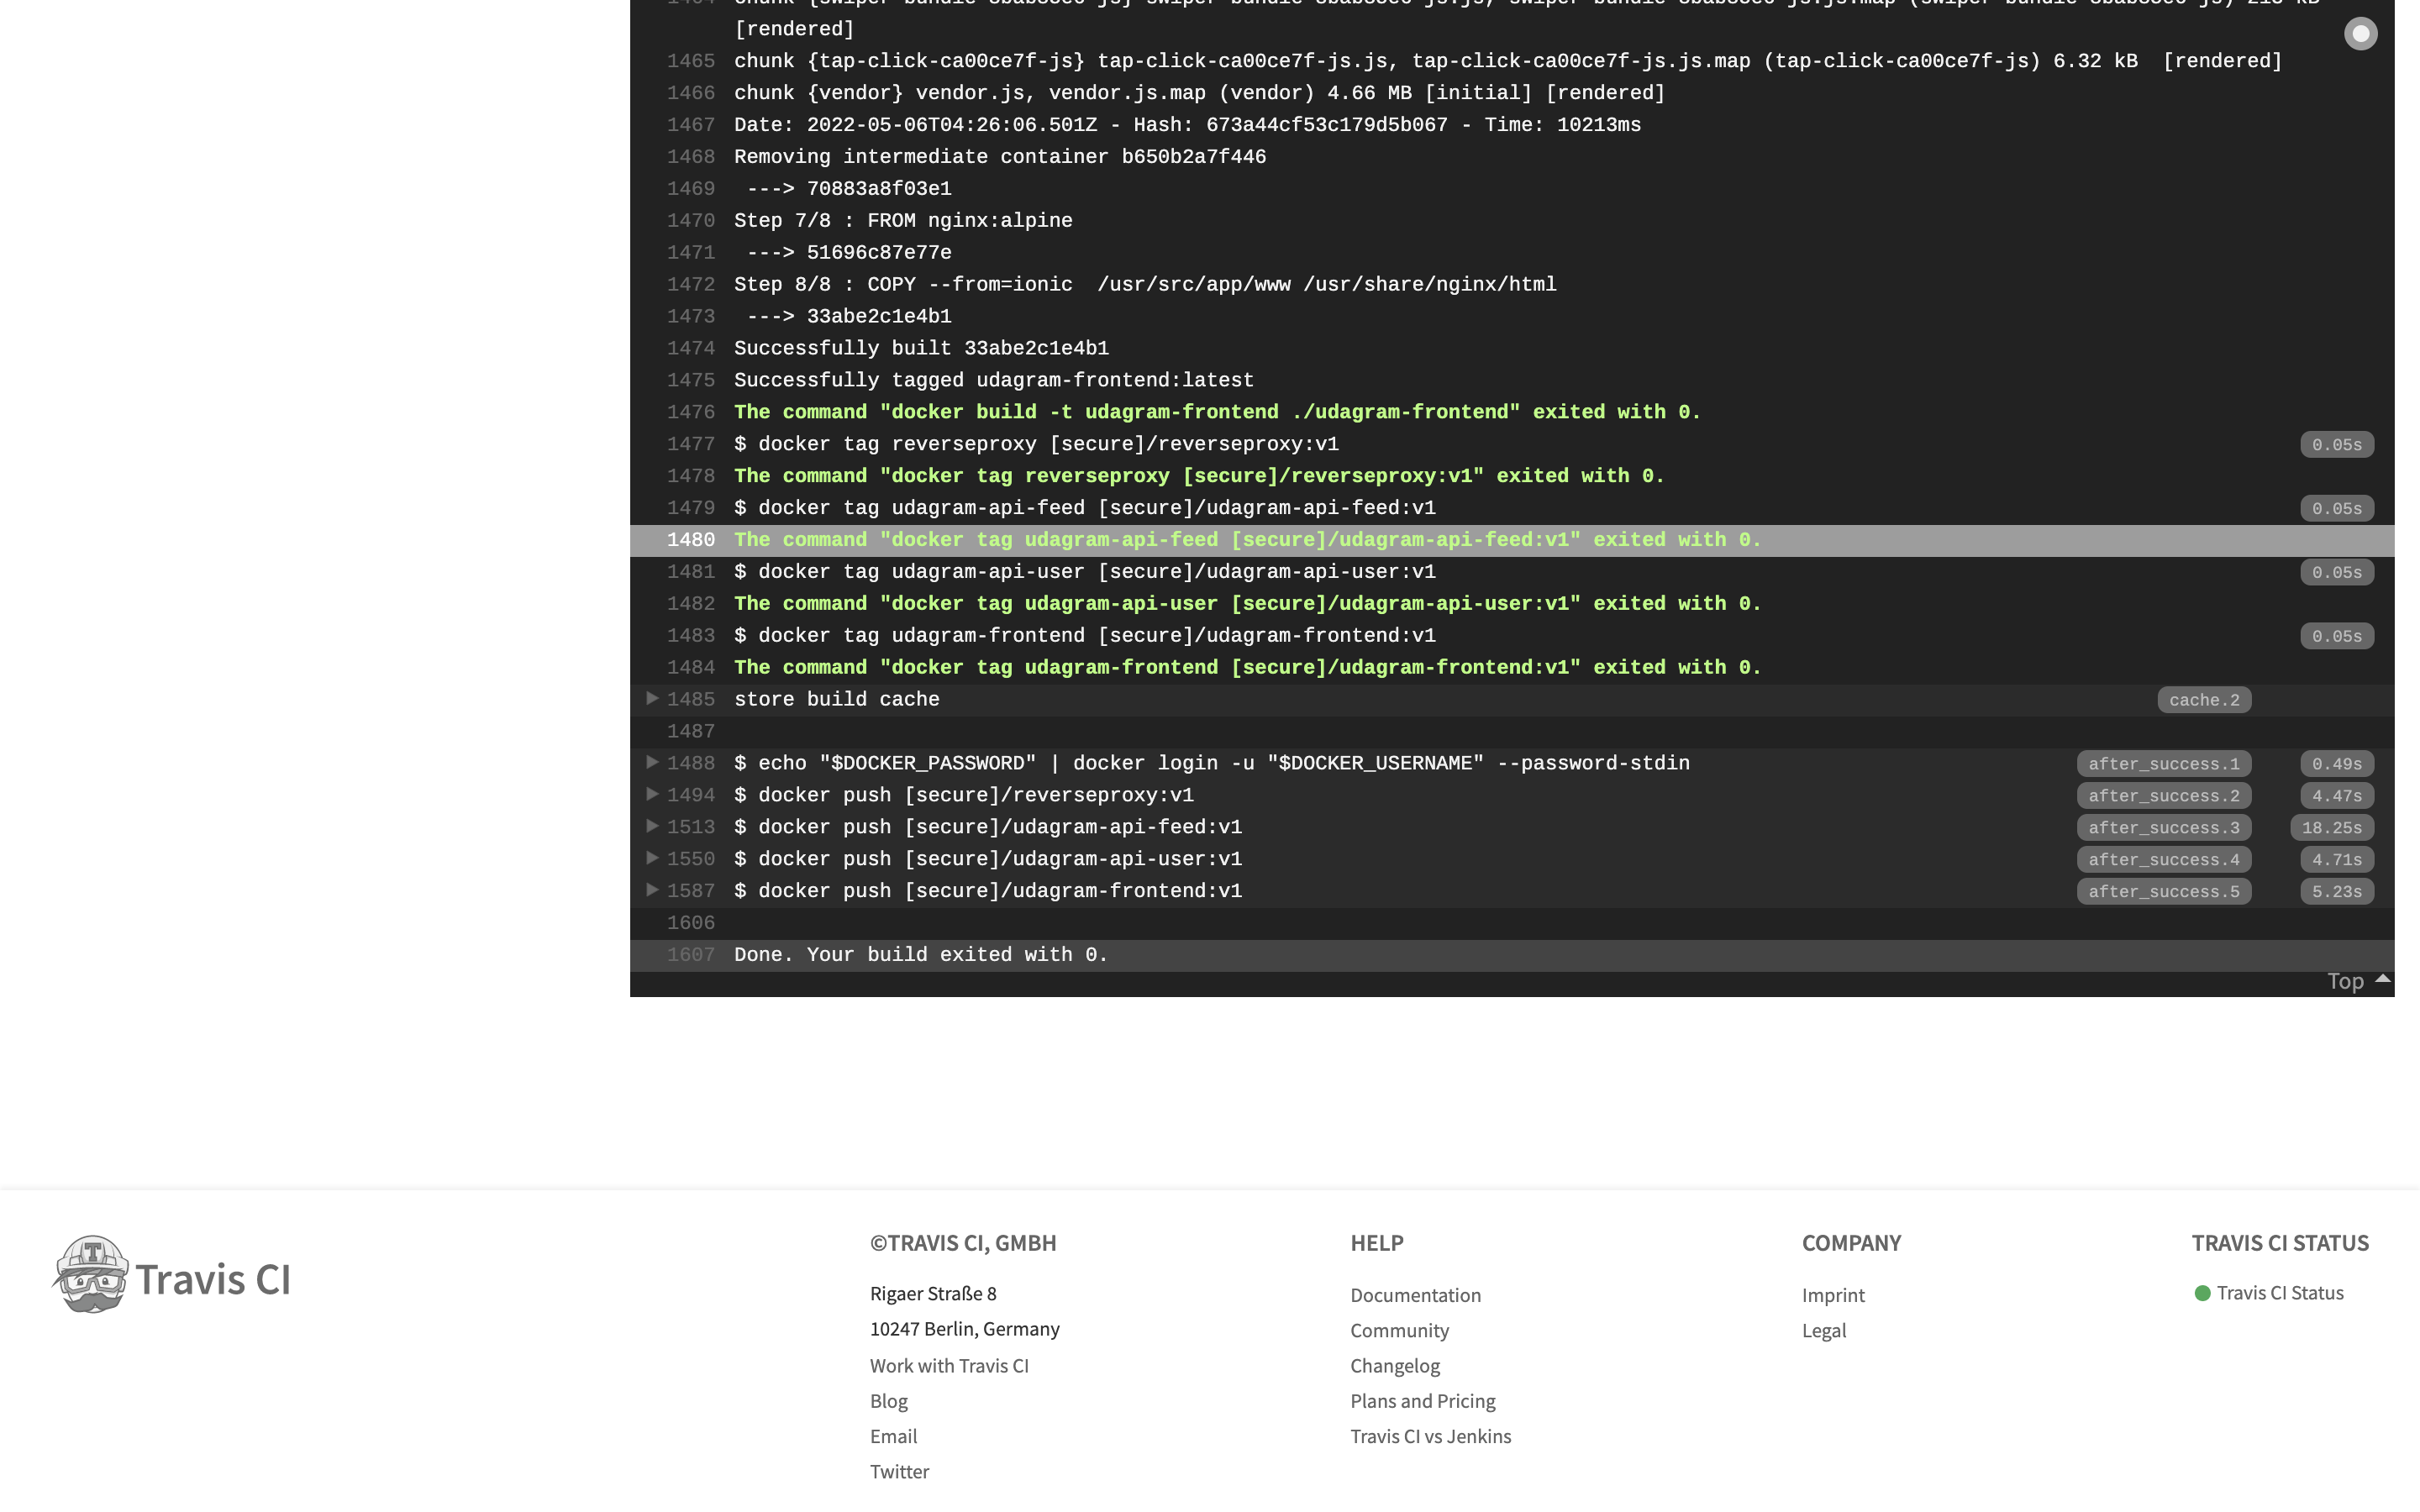 [rendered]
1465 chunk {tap-click-ca00ce7f-js} tap-click-ca00ce7f-js.js, tap-click-ca00ce7f-js.js.map (tap-click-ca00ce7f-js) 6.32 kB  [rendered]
1466 chunk {vendor} vendor.js, vendor.js.map (vendor) 4.66 MB [initial] [rendered]
1467 Date: 2022-05-06T04:26:06.501Z - Hash: 673a44cf53c179d5b067 - Time: 10213ms
1468 Removing intermediate container b650b2a7f446
1469  ---> 70883a8f03e1
1470 Step 7/8 : FROM nginx:alpine
1471  ---> 51696c87e77e
1472 Step 8/8 : COPY --from=ionic  /usr/src/app/www /usr/share/nginx/html
1473  ---> 33abe2c1e4b1
1474 Successfully built 33abe2c1e4b1
1475 Successfully tagged udagram-frontend:latest
1476 The command "docker build -t udagram-frontend ./udagram-frontend" exited with 0.
1477 $ docker tag reverseproxy [secure]/reverseproxy:v1 0.05s
1478 The command "docker tag reverseproxy [secure]/reverseproxy:v1" exited with 0.
1479 $ docker tag udagram-api-feed [secure]/udagram-api-feed:v1 0.05s
1480 The command "docker tag udagram-api-feed [secure]/udagram-api-feed:v1" exited with 0.
1481 $ docker tag udagram-api-user [secure]/udagram-api-user:v1 0.05s
1482 The command "docker tag udagram-api-user [secure]/udagram-api-user:v1" exited with 0.
1483 $ docker tag udagram-frontend [secure]/udagram-frontend:v1 0.05s
1484 The command "docker tag udagram-frontend [secure]/udagram-frontend:v1" exited with 0.
1485 store build cache cache.2
1487
1488 $ echo "$DOCKER_PASSWORD" | docker login -u "$DOCKER_USERNAME" --password-stdin after_success.1 0.49s
1494 $ docker push [secure]/reverseproxy:v1 after_success.2 4.47s
1513 $ docker push [secure]/udagram-api-feed:v1 after_success.3 18.25s
1550 $ docker push [secure]/udagram-api-user:v1 after_success.4 4.71s
1587 $ docker push [secure]/udagram-frontend:v1 after_success.5 5.23s
1606
1607 Done. Your build exited with 0.
Top
Travis CI
©TRAVIS CI, GMBH
Rigaer Straße 8
10247 Berlin, Germany
Work with Travis CI
Blog
Email
Twitter
HELP
Documentation
Community
Changelog
Plans and Pricing
Travis CI vs Jenkins
COMPANY
Imprint
Legal
TRAVIS CI STATUS
Travis CI Status